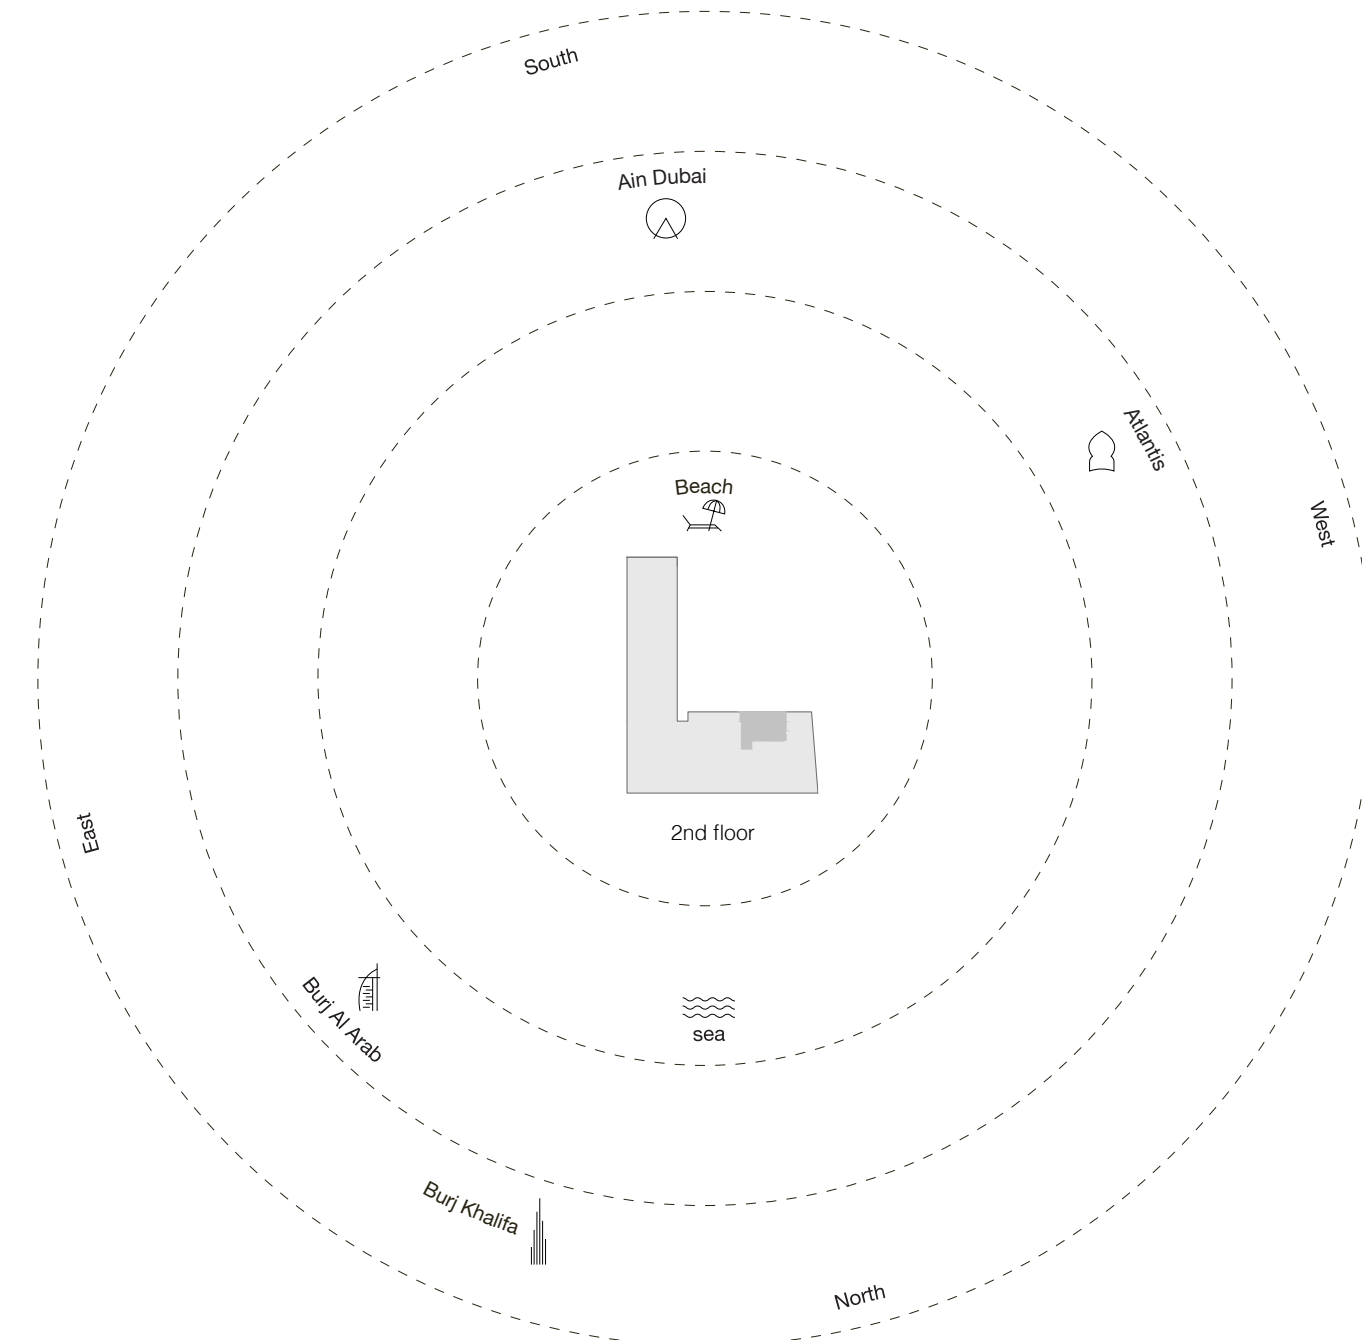 South
Ain Dubai
Atlantis
Beach
West
2nd floor
East
Burj Al Arab
sea
Burj Khalifa
North